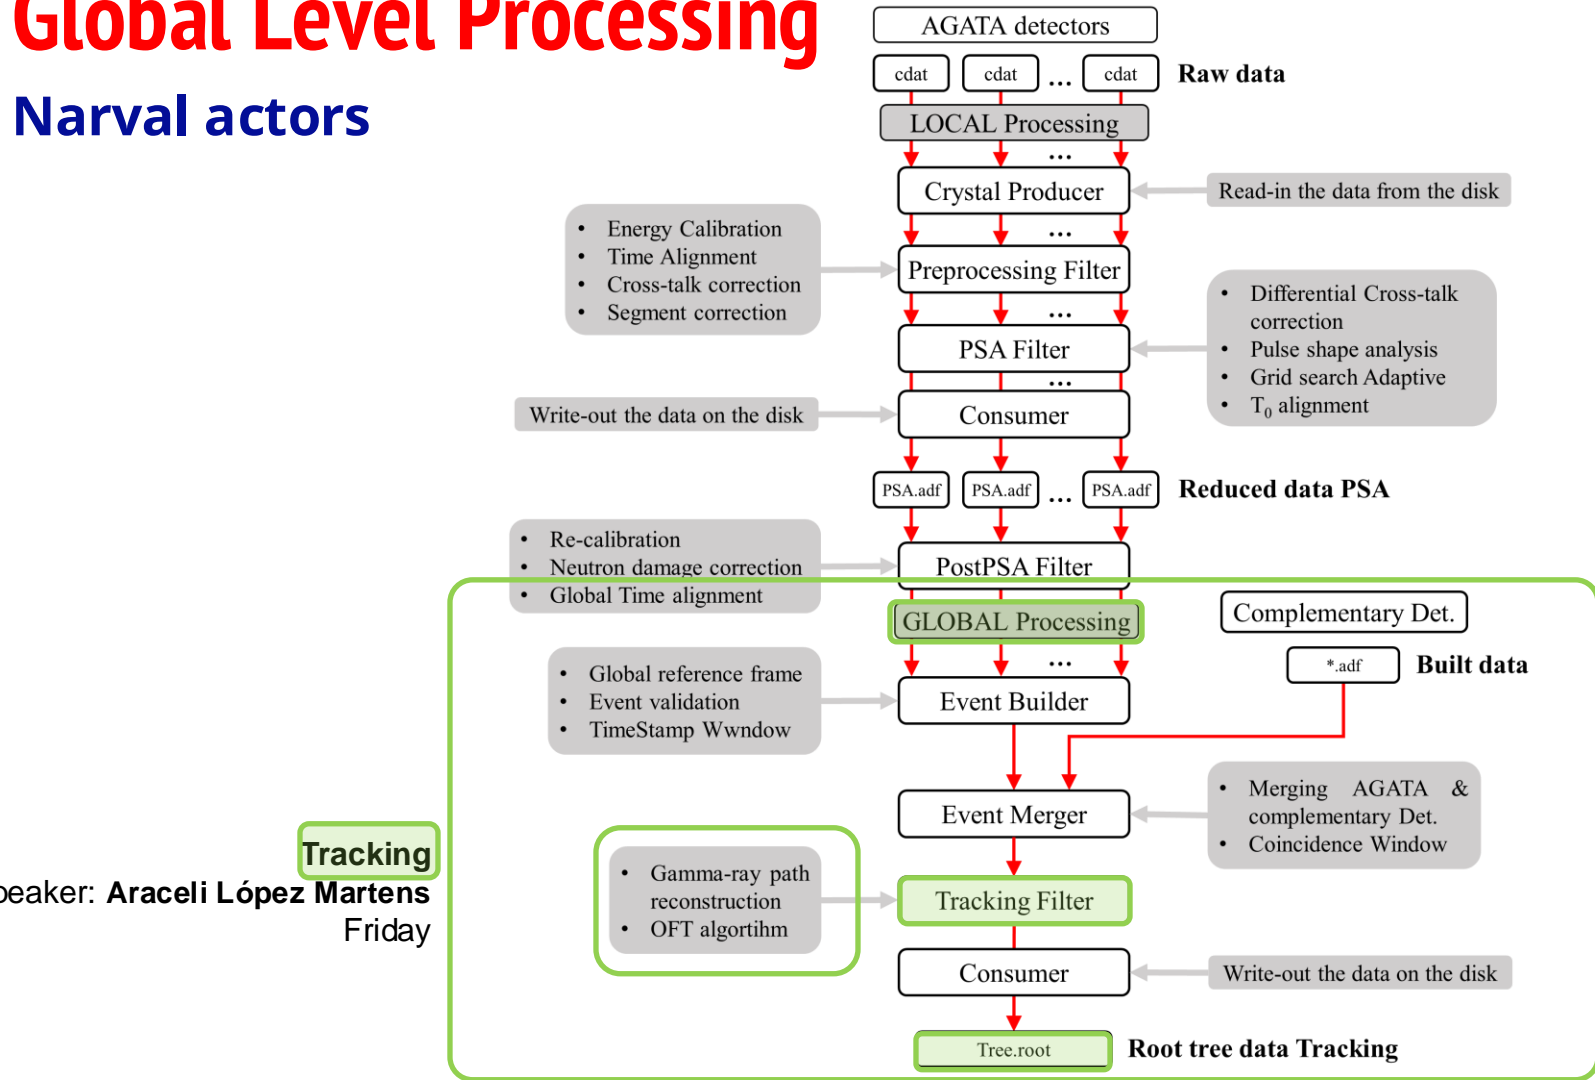 Global Level Processing
Narval actors
AGATA detectors
cdat cdat ... cdat Raw data
LOCAL Processing
...
Crystal Producer
Read-in the data from the disk
...
• Energy Calibration
• Time Alignment
• Cross-talk correction
• Segment correction
Preprocessing Filter
...
• Differential Cross-talk
correction
• Pulse shape analysis
• Grid search Adaptive
• T0 alignment
PSA Filter
...
Write-out the data on the disk
Consumer
PSA.adf PSA.adf ... PSA.adf Reduced data PSA
• Re-calibration
• Neutron damage correction
• Global Time alignment
PostPSA Filter
GLOBAL Processing
Complementary Det.
...
*.adf Built data
• Global reference frame
• Event validation
• TimeStamp Wwndow
Event Builder
Event Merger
• Merging AGATA &
complementary Det.
• Coincidence Window
Tracking
peaker: Araceli López Martens
Friday
• Gamma-ray path
reconstruction
• OFT algortihm
Tracking Filter
Consumer
Write-out the data on the disk
Tree.root Root tree data Tracking